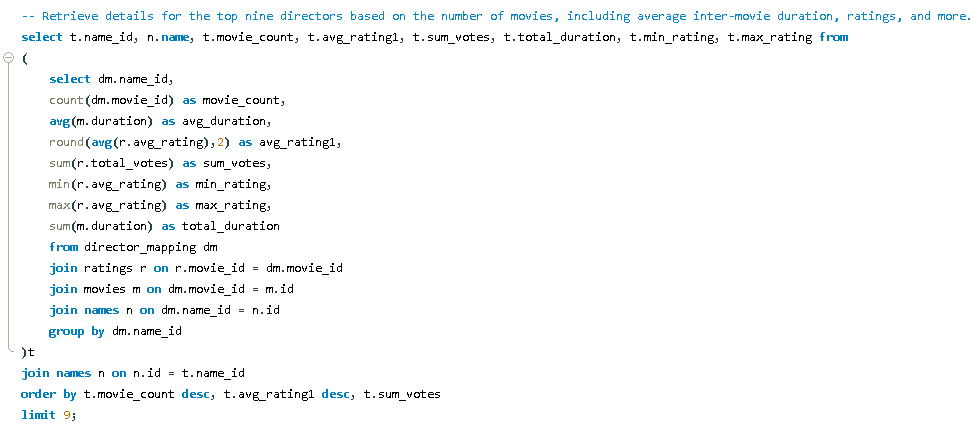 -- Retrieve details for the top nine directors based on the number of movies, including average inter-movie duration, ratings, and more.
select t.name_id, n.name, t.movie_count, t.avg_rating1, t.sum_votes, t.total_duration, t.min_rating, t.max_rating from
(
select dm.name_id,
count(dm.movie_id) as movie_count,
avg(m.duration) as avg_duration,
round(avg(r.avg_rating),2) as avg_rating1,
sum(r.total_votes) as sum_votes,
min(r.avg_rating) as min_rating,
max(r.avg_rating) as max_rating,
sum(m.duration) as total_duration
from director_mapping dm
join ratings r on r.movie_id = dm.movie_id
join movies m on dm.movie_id = m.id
join names n on dm.name_id = n.id
group by dm.name_id
)t
join names n on n.id = t.name_id
order by t.movie_count desc, t.avg_rating1 desc, t.sum_votes
limit 9;